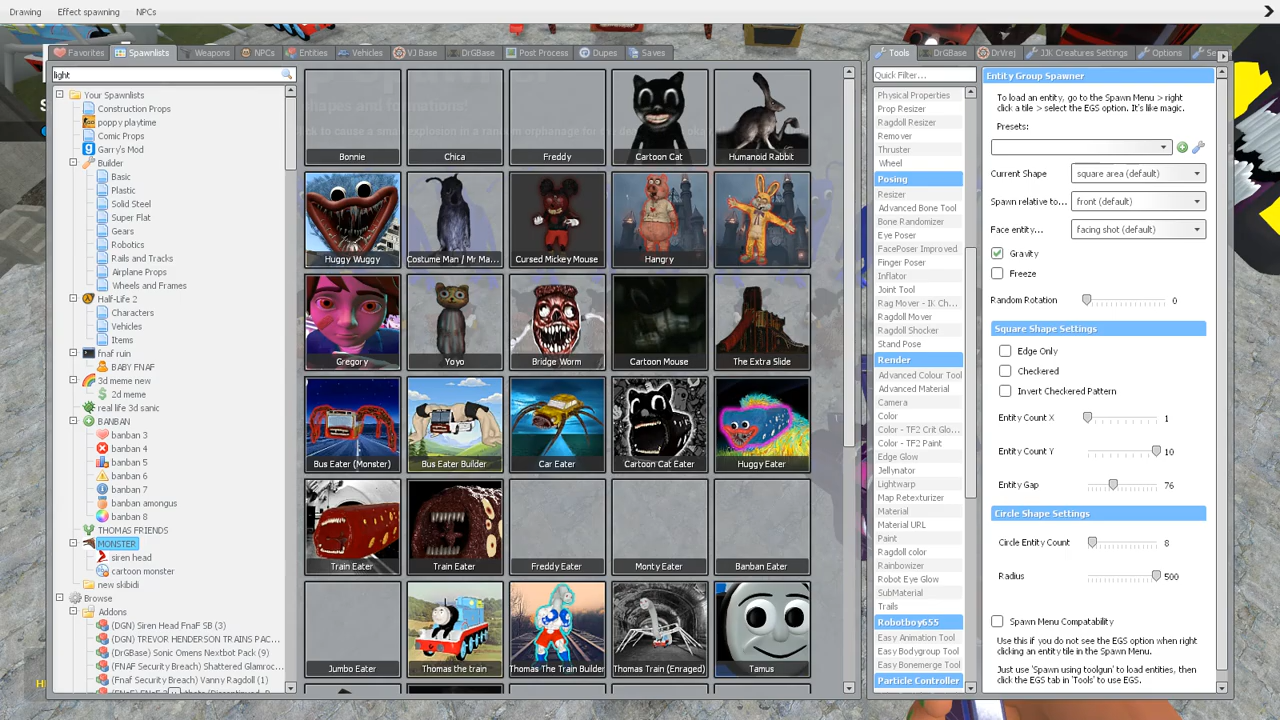 Drawing
Effect spawning
NPCs
Favorites
Spawnlists
Weapons
NPCs
Entities
Vehicles
VJ Base
DrGBase
Post Process
Dupes
Saves
light
Your Spawnlists
Construction Props
poppy playtime
Comic Props
Garry's Mod
Builder
Basic
Plastic
Solid Steel
Super Flat
Gears
Robotics
Rails and Tracks
Airplane Props
Wheels and Frames
Half-Life 2
Characters
Vehicles
Items
fnaf ruin
BABY FNAF
3d meme new
2d meme
real life 3d sanic
BANBAN
banban 3
banban 4
banban 5
banban 6
banban 7
banban amongus
banban 8
THOMAS FRIENDS
MONSTER
siren head
cartoon monster
new skibidi
Browse
Addons
(DGN) Siren Head FnaF SB (3)
(DGN) TREVOR HENDERSON TRAINS PAC...
(DrGBase) Sonic Omens Nextbot Pack (9)
(FNAF Security Breach) Shattered Glamroc...
(Fnaf Security Breach) Vanny Ragdoll (1)
Bonnie
Chica
Freddy
Cartoon Cat
Humanoid Rabbit
Huggy Wuggy
Costume Man / Mr Ma...
Cursed Mickey Mouse
Hangry
Gregory
Yoyo
Bridge Worm
Cartoon Mouse
The Extra Slide
Bus Eater (Monster)
Bus Eater Builder
Car Eater
Cartoon Cat Eater
Huggy Eater
Train Eater
Train Eater
Freddy Eater
Monty Eater
Banban Eater
Jumbo Eater
Thomas the train
Thomas The Train Builder
Thomas Train (Enraged)
Tamus
Tools
DrGBase
DrVrej
JJK Creatures Settings
Options
Se
Quick Filter...
Physical Properties
Prop Resizer
Ragdoll Resizer
Remover
Thruster
Wheel
Posing
Resizer
Advanced Bone Tool
Bone Randomizer
Eye Poser
FacePoser Improved
Finger Poser
Inflator
Joint Tool
Rag Mover - IK Ch...
Ragdoll Mover
Ragdoll Shocker
Stand Pose
Render
Advanced Colour Tool
Advanced Material
Camera
Color
Color - TF2 Crit Glo...
Color - TF2 Paint
Edge Glow
Jellynator
Lightwarp
Map Retexturizer
Material
Material URL
Paint
Ragdoll color
Rainbowizer
Robot Eye Glow
SubMaterial
Trails
Robotboy655
Easy Animation Tool
Easy Bodygroup Tool
Easy Bonemerge Tool
Particle Controller
Entity Group Spawner
To load an entity, go to the Spawn Menu > right
click a tile > select the EGS option. It's like magic.
Presets:
Current Shape
square area (default)
Spawn relative to...
front (default)
Face entity...
facing shot (default)
Gravity
Freeze
Random Rotation
0
Square Shape Settings
Edge Only
Checkered
Invert Checkered Pattern
Entity Count X
1
Entity Count Y
10
Entity Gap
76
Circle Shape Settings
Circle Entity Count
8
Radius
500
Spawn Menu Compatability
Use this if you do not see the EGS option when right
clicking an entity tile in the Spawn Menu.
Just use 'Spawn using toolgun' to load entities, then
click the EGS tab in 'Tools' to use EGS.